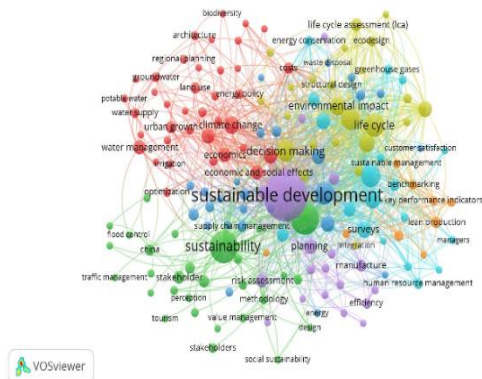 biodiversity
architecture
life cycle assessment (lca)
energy conservation
ecodesign
regional planning
waste disposal
costs
greenhouse gases
groundwater
structural design
land use
energy policy
potable water
environmental impact
water supply
urban growth
climate change
life cycle
water management
customer satisfaction
economics
decision making
sustainable management
irrigation
economic and social effects
benchmarking
optimization
sustainable development
key performance indicators
lean production
supply chain management
surveys
flood control
sustainability
managers
china
planning
integration
traffic management
stakeholder
risk assessment
manufacture
human resource management
perception
methodology
efficiency
tourism
value management
energy
design
stakeholders
social sustainability
VOSviewer